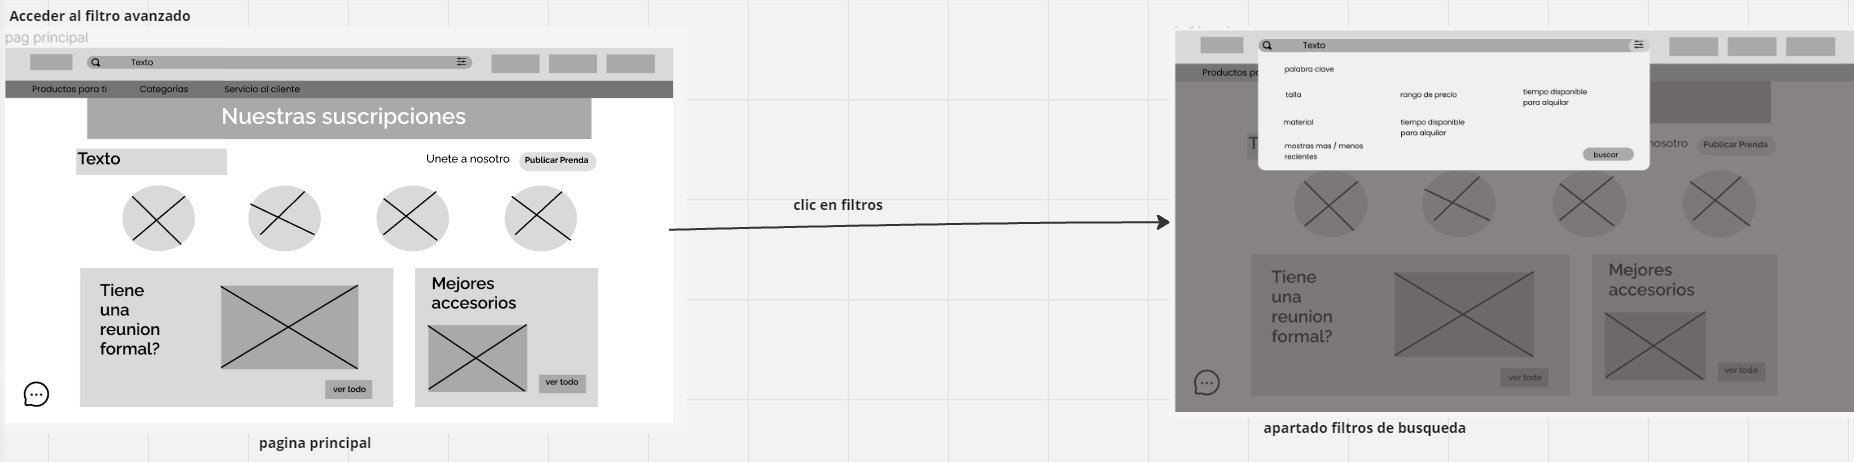 Acceder al filtro avanzado
pag principal
Texto
Productos para ti Categorias Servicio al cliente
Nuestras suscripciones
Texto
Unete a nosotro Publicar Prenda
Tiene
una
reunion
formal?
ver todo
Mejores
accesorios
ver todo
pagina principal
clic en filtros
Texto
Productos pa
palabra clave
talla rango de precio tiempo disponible
para alquilar
material tiempo disponible
para alquilar
mostras mas / menos
recientes
buscar
T
nosotro Publicar Prenda
Tiene
una
reunion
formal?
ver todo
Mejores
accesorios
ver todo
apartado filtros de busqueda